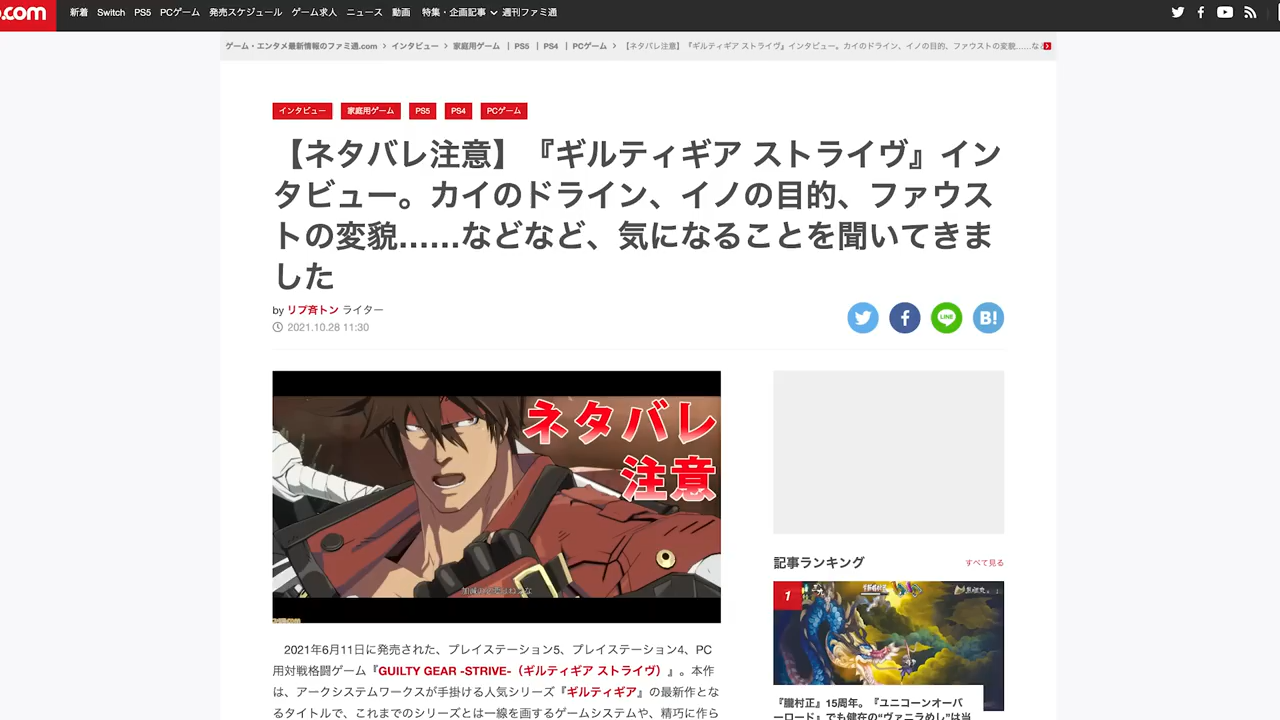 .com 新着 Switch PS5 PCゲーム 発売スケジュール ゲーム求人 ニュース 動画 特集・企画記事 週刊ファミ通
ゲーム・エンタメ最新情報のファミ通.com > インタビュー > 家庭用ゲーム | PS5 | PS4 | PCゲーム > 【ネタバレ注意】『ギルティギア ストライヴ』インタビュー。カイのドライン、イノの目的、ファウストの変貌……な
インタビュー 家庭用ゲーム PS5 PS4 PCゲーム
【ネタバレ注意】『ギルティギア ストライヴ』イン
タビュー。カイのドライン、イノの目的、ファウス
トの変貌……などなど、気になることを聞いてきま
した
by リプ斉トン ライター
2021.10.28 11:30
LINE
B!
ネタバレ
注意
2021年6月11日に発売された、プレイステーション5、プレイステーション4、PC
用対戦格闘ゲーム『GUILTY GEAR -STRIVE-（ギルティギア ストライヴ）』。本作
は、アークシステムワークスが手掛ける人気シリーズ『ギルティギア』の最新作とな
るタイトルで、これまでのシリーズとは一線を画するゲームシステムや、精巧に作ら
記事ランキング すべて見る
1
『朧村正』15周年。『ユニコーンオーバ
ーロード』でも健在の“ヴァニラめし”は当